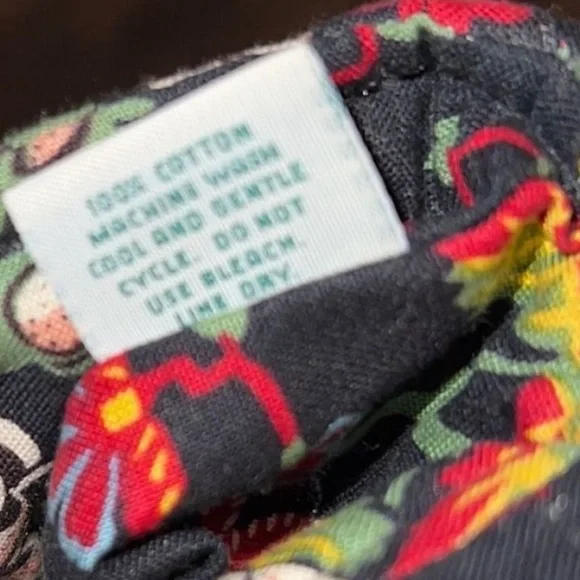 100% COTTON
MACHINE WASH
COOL AND GENTLE
CYCLE. DO NOT
USE BLEACH.
LINE DRY.